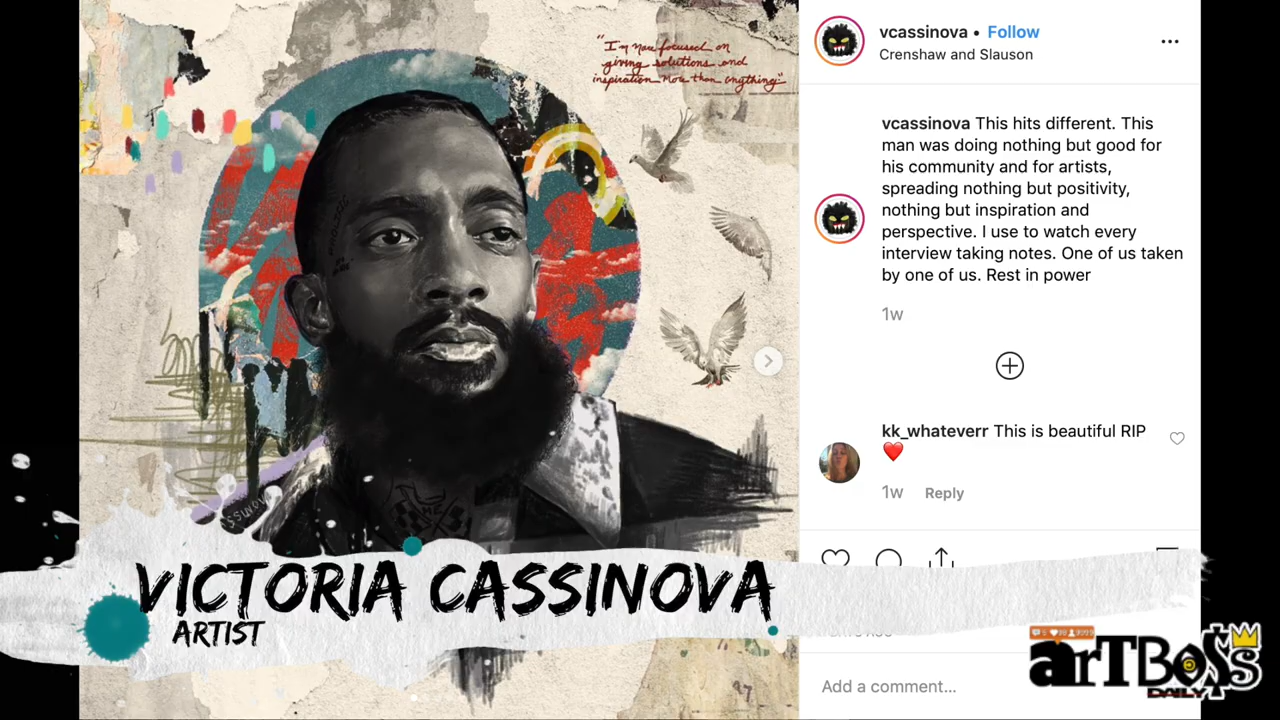 "I'm now focused on
giving solutions and
inspiration more than anything."
vcassinova • Follow
Crenshaw and Slauson
vcassinova This hits different. This
man was doing nothing but good for
his community and for artists,
spreading nothing but positivity,
nothing but inspiration and
perspective. I use to watch every
interview taking notes. One of us taken
by one of us. Rest in power
1w
kk_whateverr This is beautiful RIP
1w Reply
VICTORIA CASSINOVA
ARTIST
arTBo$s
DAILY
Add a comment...